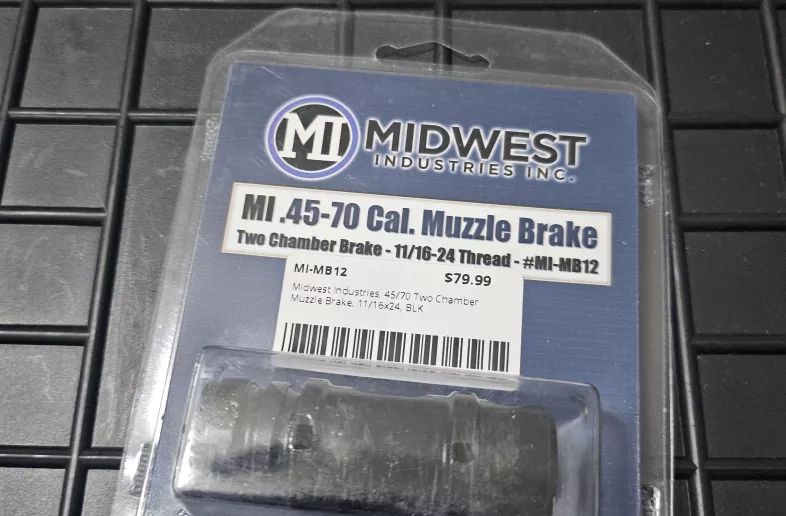 MI MIDWEST
INDUSTRIES INC.
MI .45-70 Cal. Muzzle Brake
Two Chamber Brake - 11/16-24 Thread - #MI-MB12
MI-MB12 $79.99
Midwest Industries, 45/70 Two Chamber
Muzzle Brake, 11/16x24, BLK